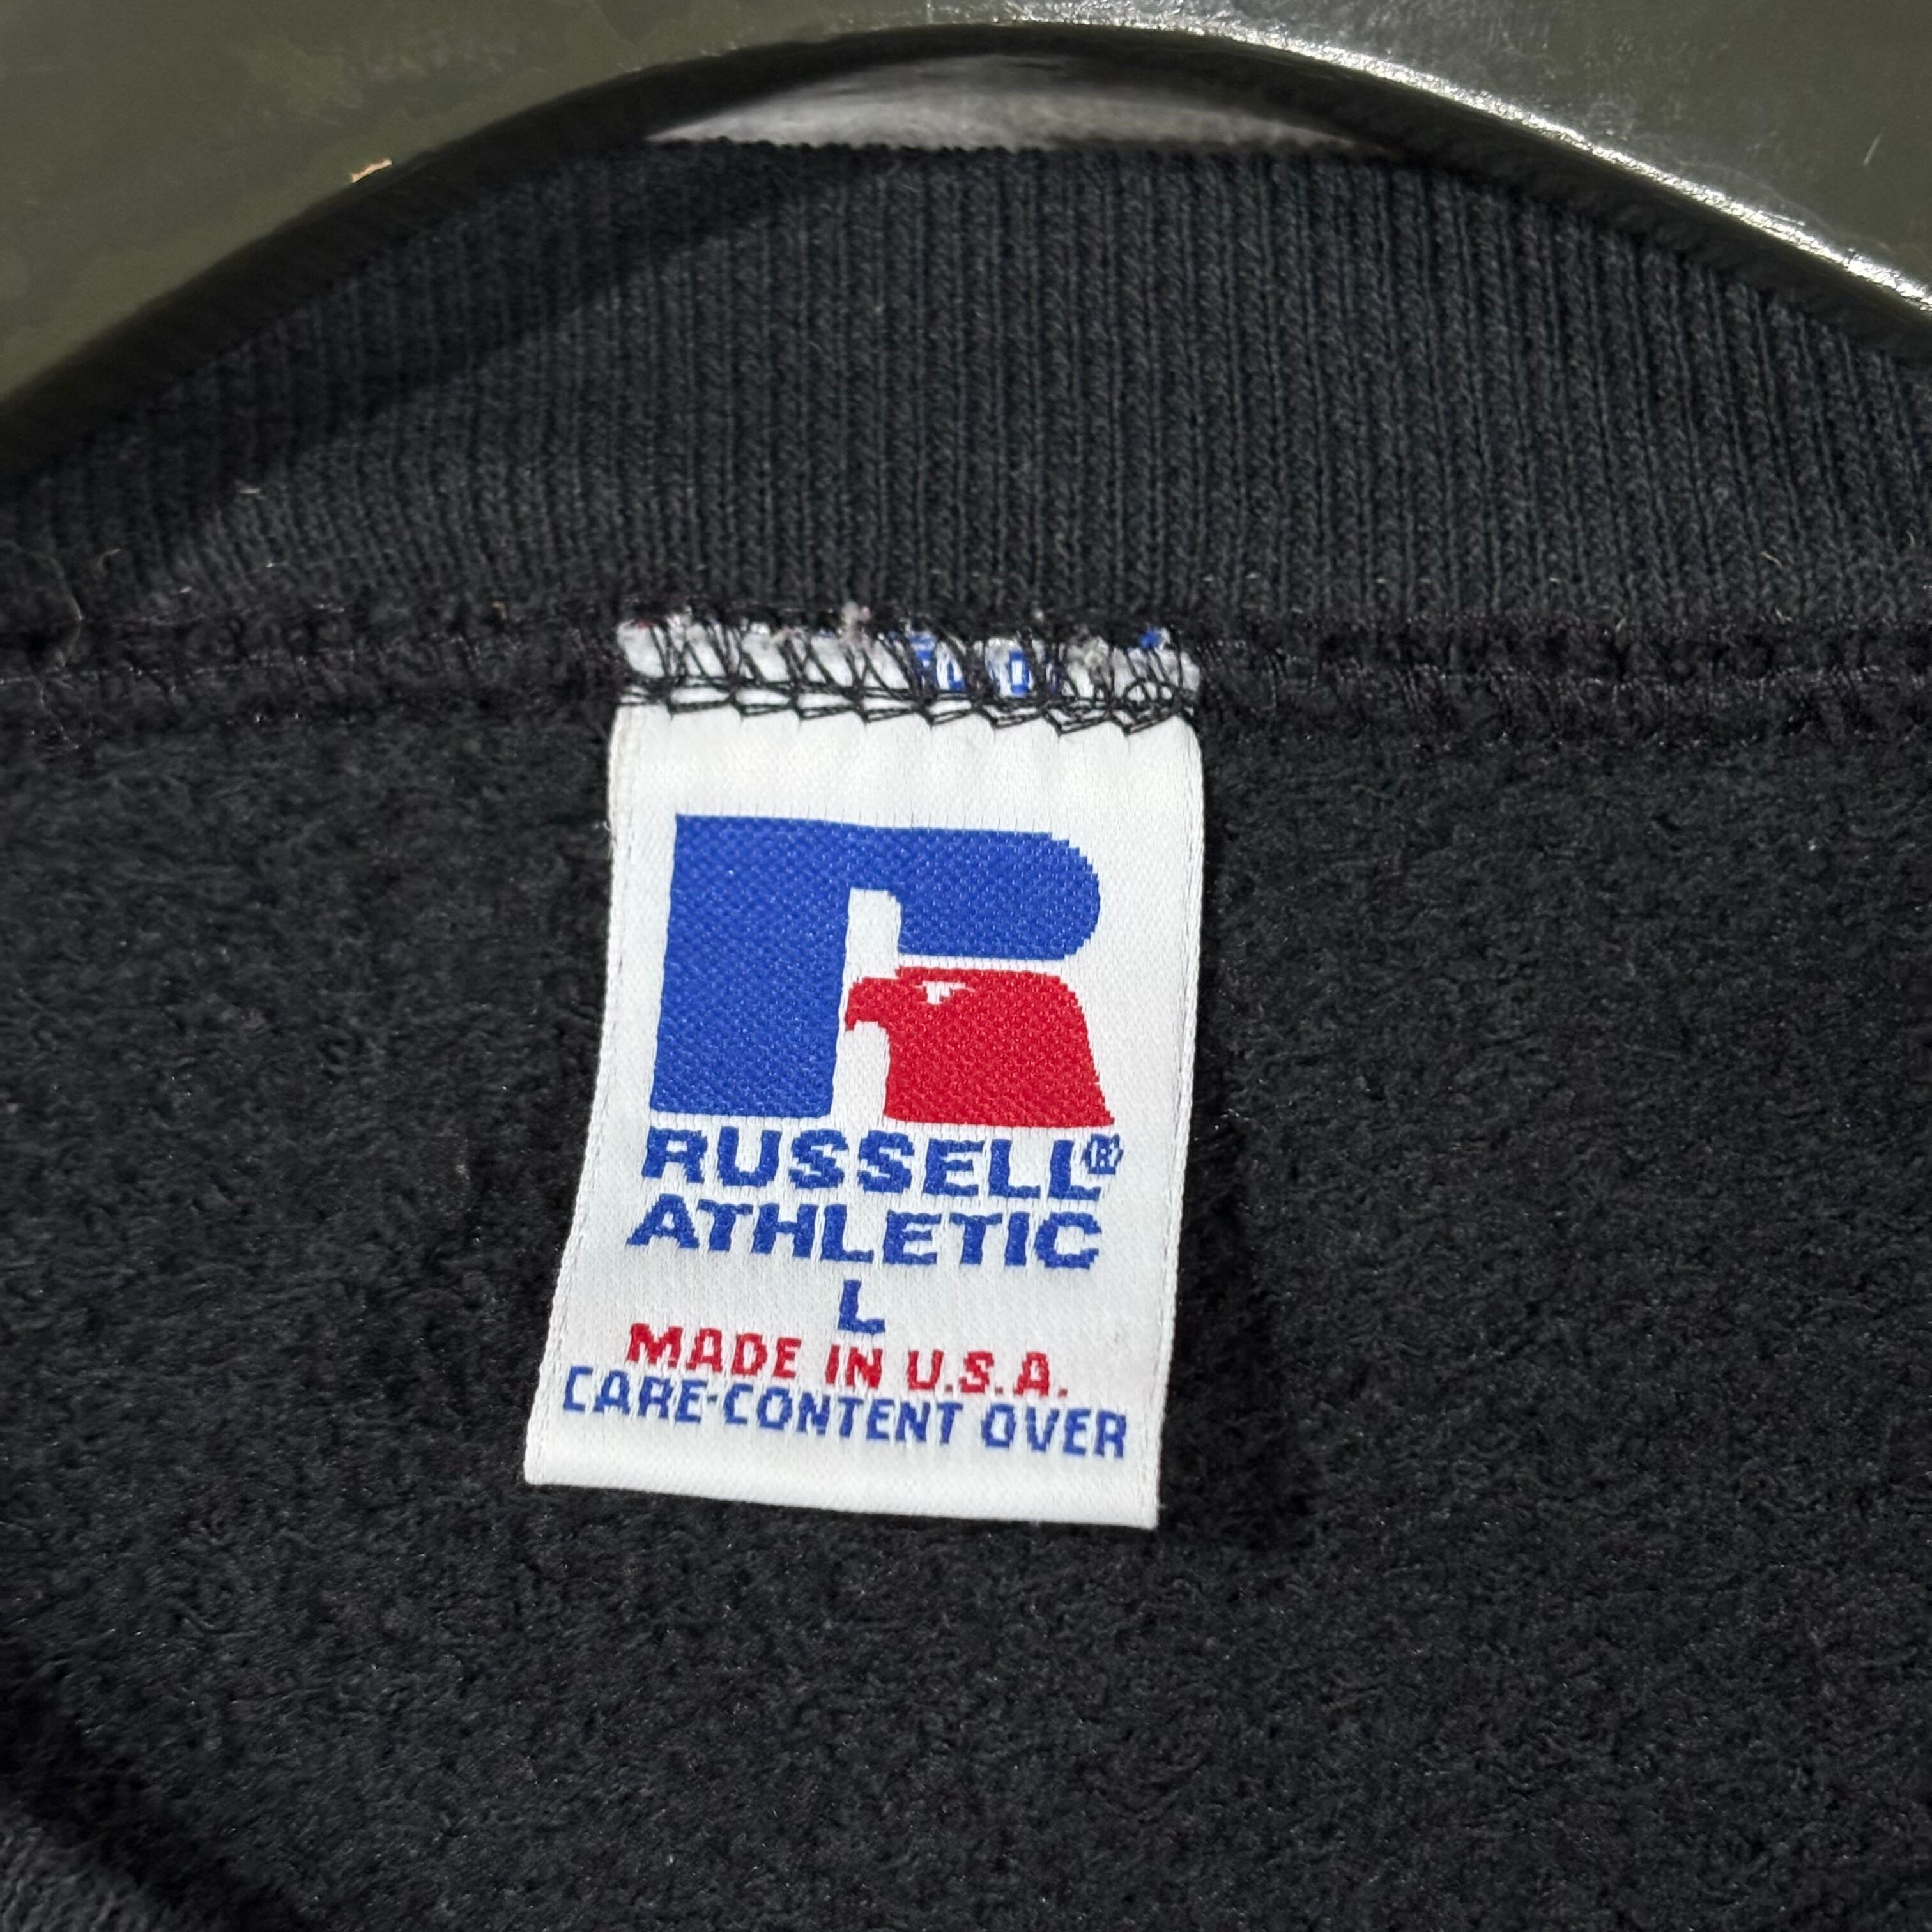 RUSSELL®
ATHLETIC
L
MADE IN U.S.A.
CARE-CONTENT OVER